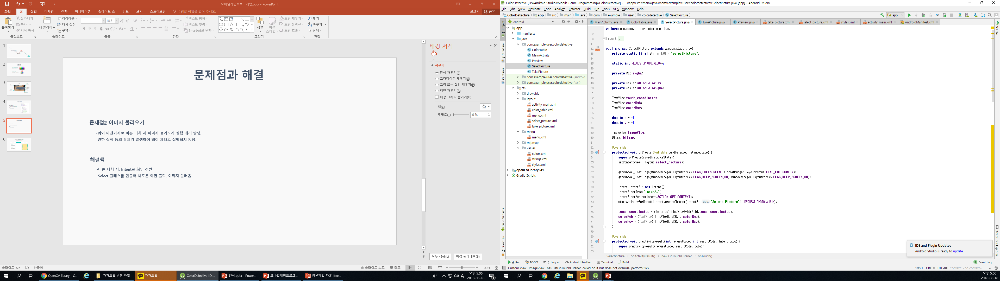 모바일게임프로그래밍.pptx - PowerPoint
파일 홈 삽입 디자인 전환 애니메이션 슬라이드 쇼 검토 보기 스토리보딩 수행할 작업을 알려 주세요.
로그인 공유
붙여넣기
잘라내기
복사
서식 복사
클립보드
새 슬라이드
레이아웃
다시 설정
구역
슬라이드
10.5
글꼴
텍스트 방향
텍스트 맞춤
SmartArt로 변환
단락
정렬
빠른 스타일
도형 채우기
도형 윤곽선
도형 효과
그리기
찾기
바꾸기
선택
편집
1
2
3
4
5
6
문제점과 해결
문제점2 이미지 불러오기
-위와 마찬가지로 버튼 터치 시 이미지 불러오기 실행 에러 발생.
-권한 설정 등의 문제가 발생하여 앱이 제대로 실행되지 않음.
해결책
-버튼 터치 시, Intent로 화면 전환
-Select 클래스를 만들어 새로운 화면 출력, 이미지 불러옴.
배경 서식
채우기
단색 채우기(S)
그라데이션 채우기(G)
그림 또는 질감 채우기(P)
패턴 채우기(A)
배경 그래픽 숨기기(H)
색(C)
투명도(T) 0 %
모두 적용(L) 배경 원래대로(B)
슬라이드 5/6 한국어
슬라이드 노트 메모 100 %
OpenCV library - C...
카카오톡 받은 파일
카카오톡
ColorDetective [D:...
양식.pptx - Power...
모바일게임프로그...
원본파일-다운-free...
A
오후 5:06
2018-06-18
ColorDetective [D:₩Android Studio₩Mobile Game Programming₩ColorDetective] - ...₩app₩src₩main₩java₩com₩example₩user₩colordetective₩SelectPicture.java [app] - Android Studio
File Edit View Navigate Code Analyze Refactor Build Run Tools VCS Window Help
ColorDetective app src main java com example user colordetective SelectPicture
app
Android
MainActivity.java ColorTable.java SelectPicture.java TakePicture.java Preview.java take_picture.xml select_picture.xml styles.xml activity_main.xml AndroidManifest.xml
1: Project
7: Structure
Captures
Build Variants
2: Favorites
Gradle
Device File Explorer
app
manifests
java
com.example.user.colordetective
ColorTable
MainActivity
Preview
SelectPicture
TakePicture
com.example.user.colordetective (androidTe
com.example.user.colordetective (test)
res
drawable
layout
activity_main.xml
color_table.xml
menu.xml
select_picture.xml
take_picture.xml
menu
menu.xml
mipmap
values
colors.xml
strings.xml
styles.xml
openCVLibrary341
Gradle Scripts
1 package com.example.user.colordetective;
2
3 import ...
41
42 public class SelectPicture extends AppCompatActivity{
43 private static final String TAG = "SelectPicture";
44
45 static int REQUEST_PHOTO_ALBUM=2;
46
47 private Mat mRgba;
48
49 private Scalar mBlobColorHsv;
50 private Scalar mBlobColorRgba;
51
52 TextView touch_coordinates;
53 TextView colorRgb;
54 TextView colorHsv;
55
56 double x = -1;
57 double y = -1;
58
59 ImageView imageView;
60 Bitmap bitmap;
61
62 @Override
63 protected void onCreate(@Nullable Bundle savedInstanceState) {
64 super.onCreate(savedInstanceState);
65 setContentView(R.layout.select_picture);
66
67 getWindow().setFlags(WindowManager.LayoutParams.FLAG_FULLSCREEN, WindowManager.LayoutParams.FLAG_FULLSCREEN);
68 getWindow().setFlags(WindowManager.LayoutParams.FLAG_KEEP_SCREEN_ON, WindowManager.LayoutParams.FLAG_KEEP_SCREEN_ON);
69
70 Intent intent3 = new Intent();
71 intent3.setType("image/*");
72 intent3.setAction(Intent.ACTION_GET_CONTENT);
73 startActivityForResult(Intent.createChooser(intent3, title: "Select Picture"), REQUEST_PHOTO_ALBUM);
74
75 touch_coordinates = (TextView) findViewById(R.id.touch_coordinates);
76 colorRgb = (TextView) findViewById(R.id.colorRgb);
77 colorHsv = (TextView) findViewById(R.id.colorHsv);
78 }
79
80 @Override
81 protected void onActivityResult(int requestCode, int resultCode, Intent data) {
82 super.onActivityResult(requestCode, resultCode, data);
83
IDE and Plugin Updates
Android Studio is ready to update.
SelectPicture onActivityResult() new OnTouchListener onTouch()
4: Run TODO 6: Logcat Android Profiler Terminal Build
1 Event Log
Custom view ``ImageView`` has `setOnTouchListener` called on it but does not override `performClick`
106:1 CRLF UTF-8 Context: <no context>
오후 5:06
2018-06-18